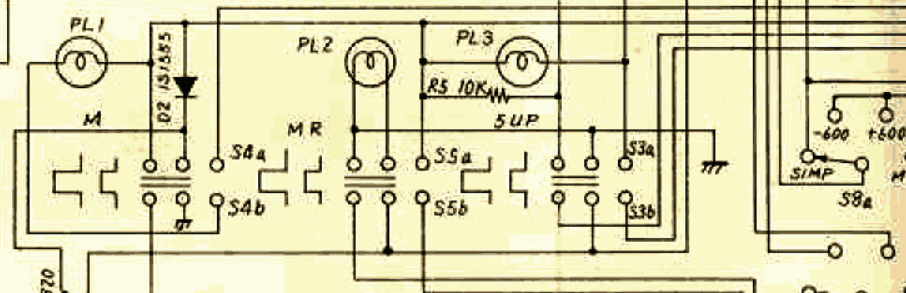 PL1
D2 1S1555
PL2
PL3
R5 10K
M
MR
5UP
-600
+600
S4a
S5a
S3a
SIMP
M
S8a
S4b
S5b
S3b